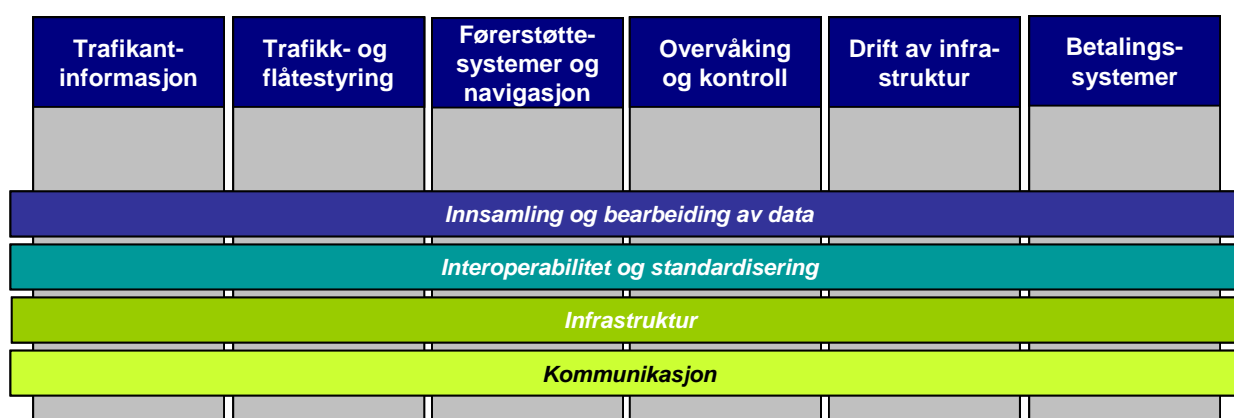 Trafikant-
informasjon
Trafikk- og
flåtestyring
Førerstøtte-
systemer og
navigasjon
Overvåking
og kontroll
Drift av infra-
struktur
Betalings-
systemer
Innsamling og bearbeiding av data
Interoperabilitet og standardisering
Infrastruktur
Kommunikasjon